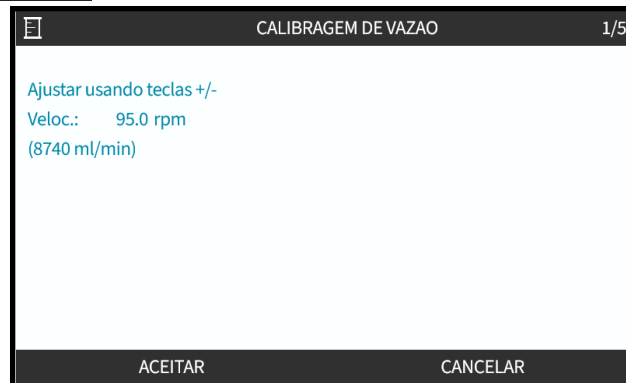 CALIBRAGEM DE VAZAO 1/5
Ajustar usando teclas +/-
Veloc.: 95.0 rpm
(8740 ml/min)
ACEITAR CANCELAR